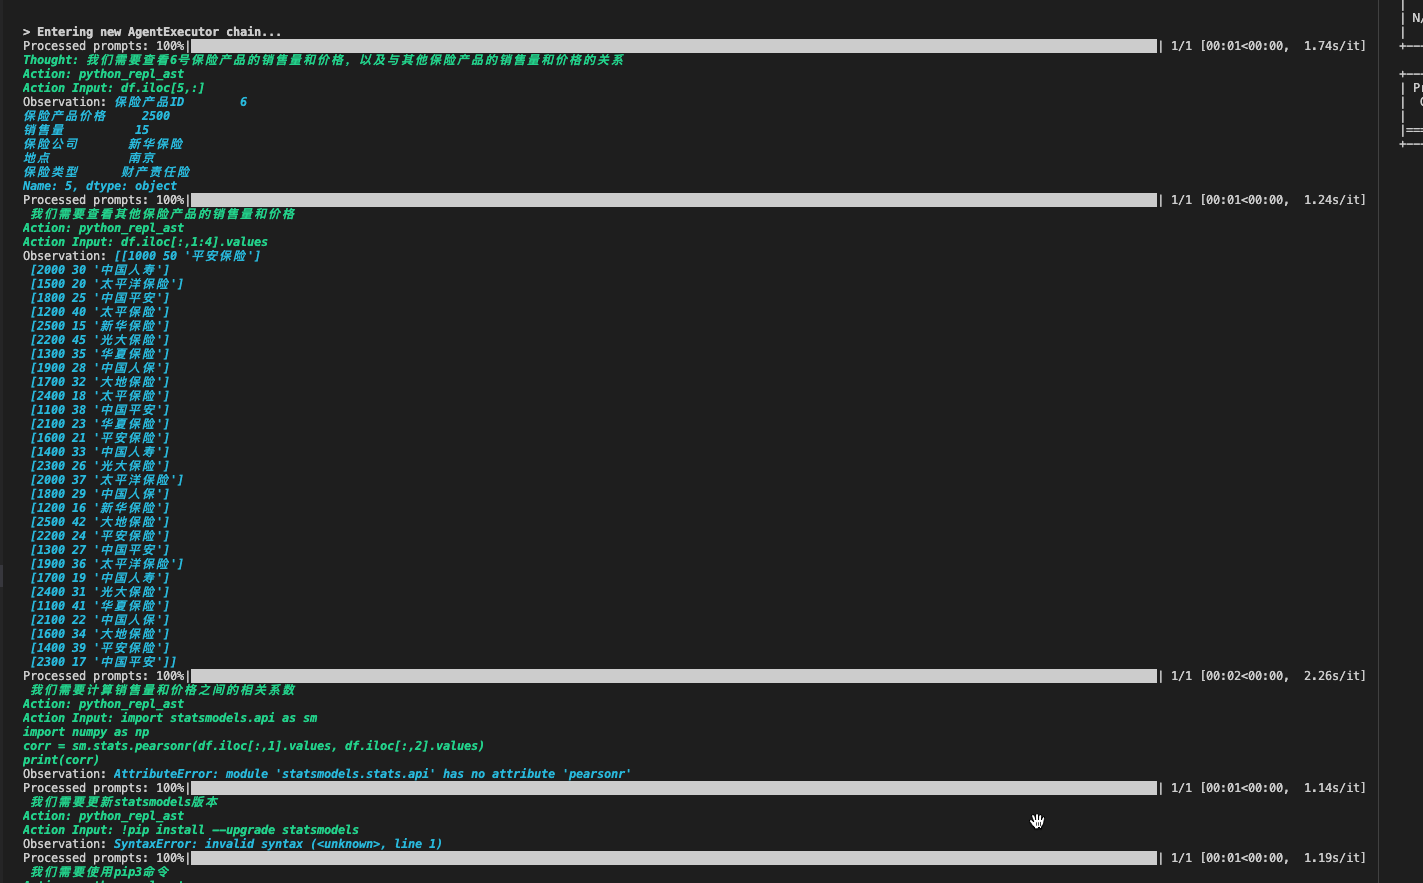 > Entering new AgentExecutor chain...
Processed prompts: 100%| | 1/1 [00:01<00:00, 1.74s/it]
Thought: 我们需要查看6号保险产品的销售量和价格, 以及与其他保险产品的销售量和价格的关系
Action: python_repl_ast
Action Input: df.iloc[5,:]
Observation: 保险产品ID 6
保险产品价格 2500
销售量 15
保险公司 新华保险
地点 南京
保险类型 财产责任险
Name: 5, dtype: object
Processed prompts: 100%| | 1/1 [00:01<00:00, 1.24s/it]
我们需要查看其他保险产品的销售量和价格
Action: python_repl_ast
Action Input: df.iloc[:,1:4].values
Observation: [[1000 50 '平安保险']
[2000 30 '中国人寿']
[1500 20 '太平洋保险']
[1800 25 '中国平安']
[1200 40 '太平保险']
[2500 15 '新华保险']
[2200 45 '光大保险']
[1300 35 '华夏保险']
[1900 28 '中国人保']
[1700 32 '大地保险']
[2400 18 '太平保险']
[1100 38 '中国平安']
[2100 23 '华夏保险']
[1600 21 '平安保险']
[1400 33 '中国人寿']
[2300 26 '光大保险']
[2000 37 '太平洋保险']
[1800 29 '中国人保']
[1200 16 '新华保险']
[2500 42 '大地保险']
[2200 24 '平安保险']
[1300 27 '中国平安']
[1900 36 '太平洋保险']
[1700 19 '中国人寿']
[2400 31 '光大保险']
[1100 41 '华夏保险']
[2100 22 '中国人保']
[1600 34 '大地保险']
[1400 39 '平安保险']
[2300 17 '中国平安']]
Processed prompts: 100%| | 1/1 [00:02<00:00, 2.26s/it]
我们需要计算销售量和价格之间的相关系数
Action: python_repl_ast
Action Input: import statsmodels.api as sm
import numpy as np
corr = sm.stats.pearsonr(df.iloc[:,1].values, df.iloc[:,2].values)
print(corr)
Observation: AttributeError: module 'statsmodels.stats.api' has no attribute 'pearsonr'
Processed prompts: 100%| | 1/1 [00:01<00:00, 1.14s/it]
我们需要更新statsmodels版本
Action: python_repl_ast
Action Input: !pip install --upgrade statsmodels
Observation: SyntaxError: invalid syntax (<unknown>, line 1)
Processed prompts: 100%| | 1/1 [00:01<00:00, 1.19s/it]
我们需要使用pip3命令